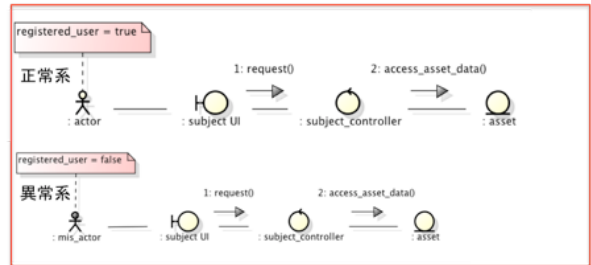 registered_user = true
正常系
1: request()
2: access_asset_data()
: actor
: subject UI
: subject_controller
: asset
registered_user = false
異常系
1: request()
2: access_asset_data()
: mis_actor
: subject UI
: subject_controller
: asset